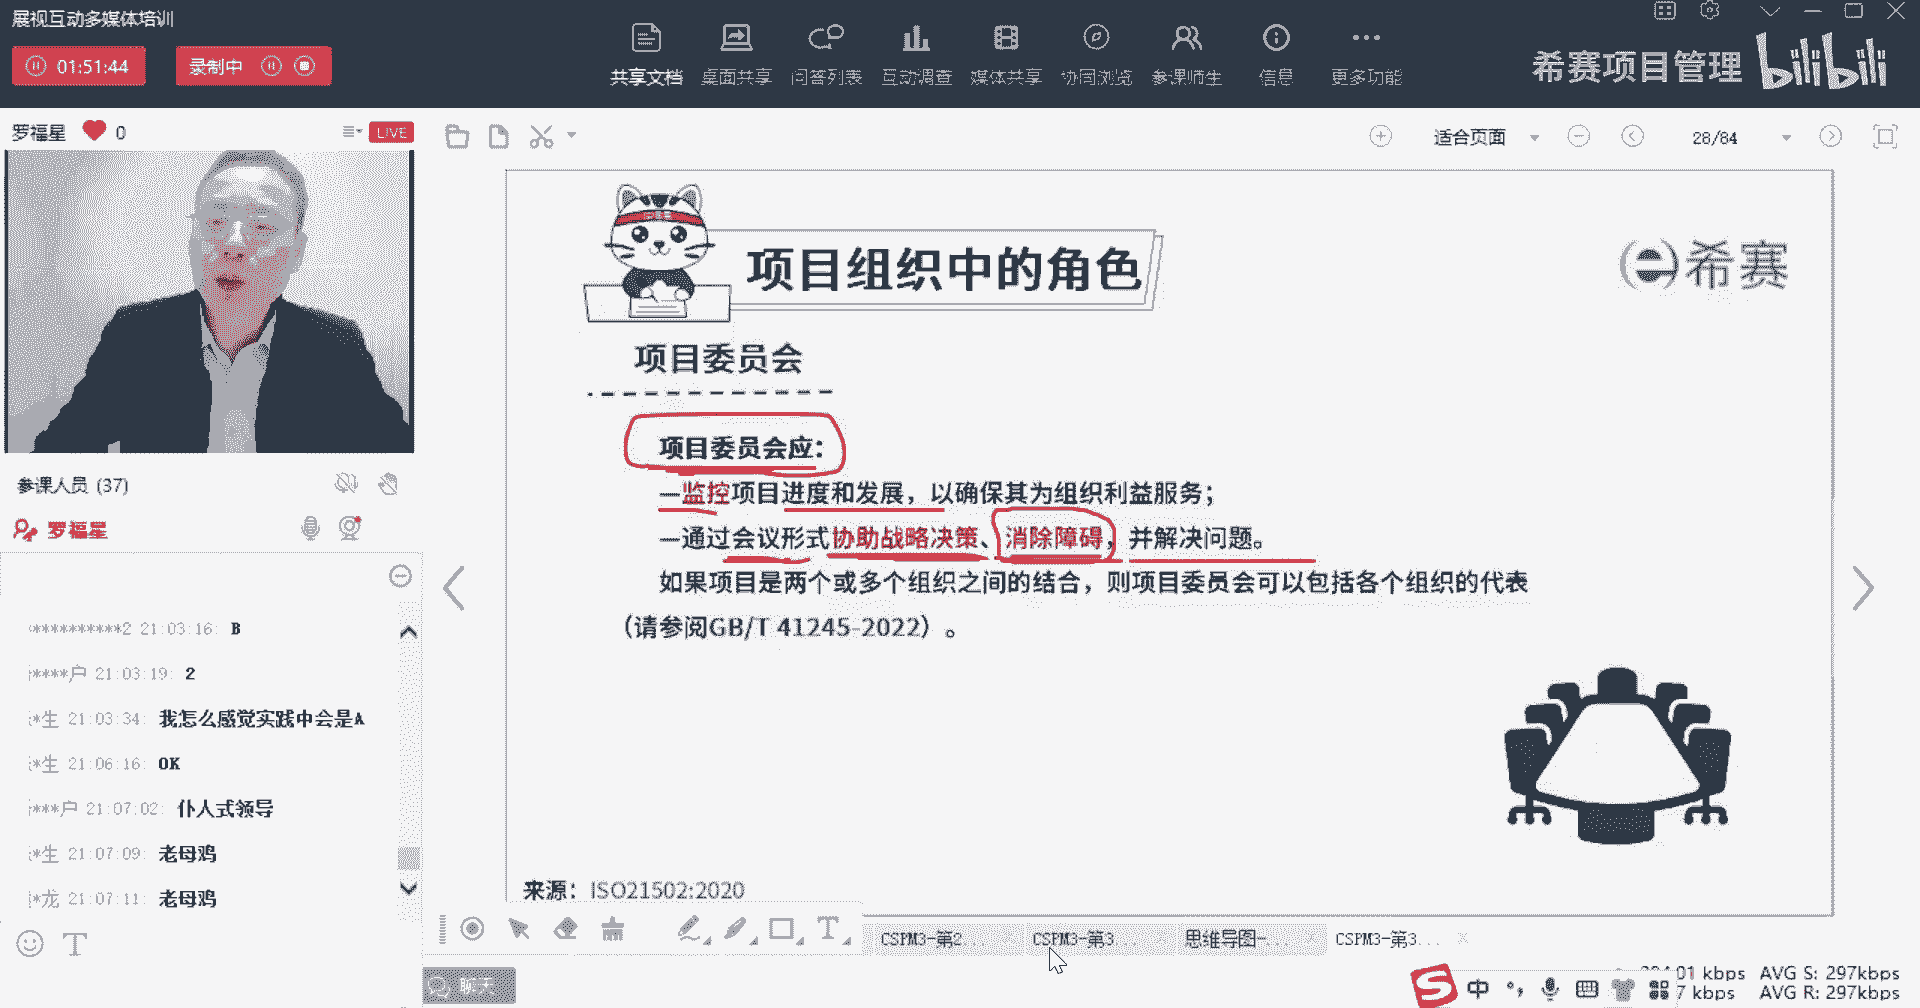 展视互动多媒体培训
01:51:44
录制中
共享文档
桌面共享
问答列表
互动调查
媒体共享
协同浏览
参课师生
信息
更多功能
希赛项目管理
bilibili
罗福星
0
LIVE
适合页面
28/84
参课人员 (37)
罗福星
**********2 21:03:16: B
****户 21:03:19: 2
*生 21:03:34: 我怎么感觉实践中会是A
*生 21:06:16: OK
***户 21:07:02: 仆人式领导
*生 21:07:09: 老母鸡
*龙 21:07:11: 老母鸡
聊天
项目组织中的角色
希赛
项目委员会
项目委员会应:
—监控项目进度和发展，以确保其为组织利益服务；
—通过会议形式协助战略决策、消除障碍，并解决问题。
如果项目是两个或多个组织之间的结合，则项目委员会可以包括各个组织的代表
（请参阅GB/T 41245-2022）。
来源：ISO21502:2020
CSPM3-第2...
CSPM3-第3...
思维导图-...
CSPM3-第3...
中
01 kbps AVG S: 297kbps
7 kbps AVG R: 297kbps